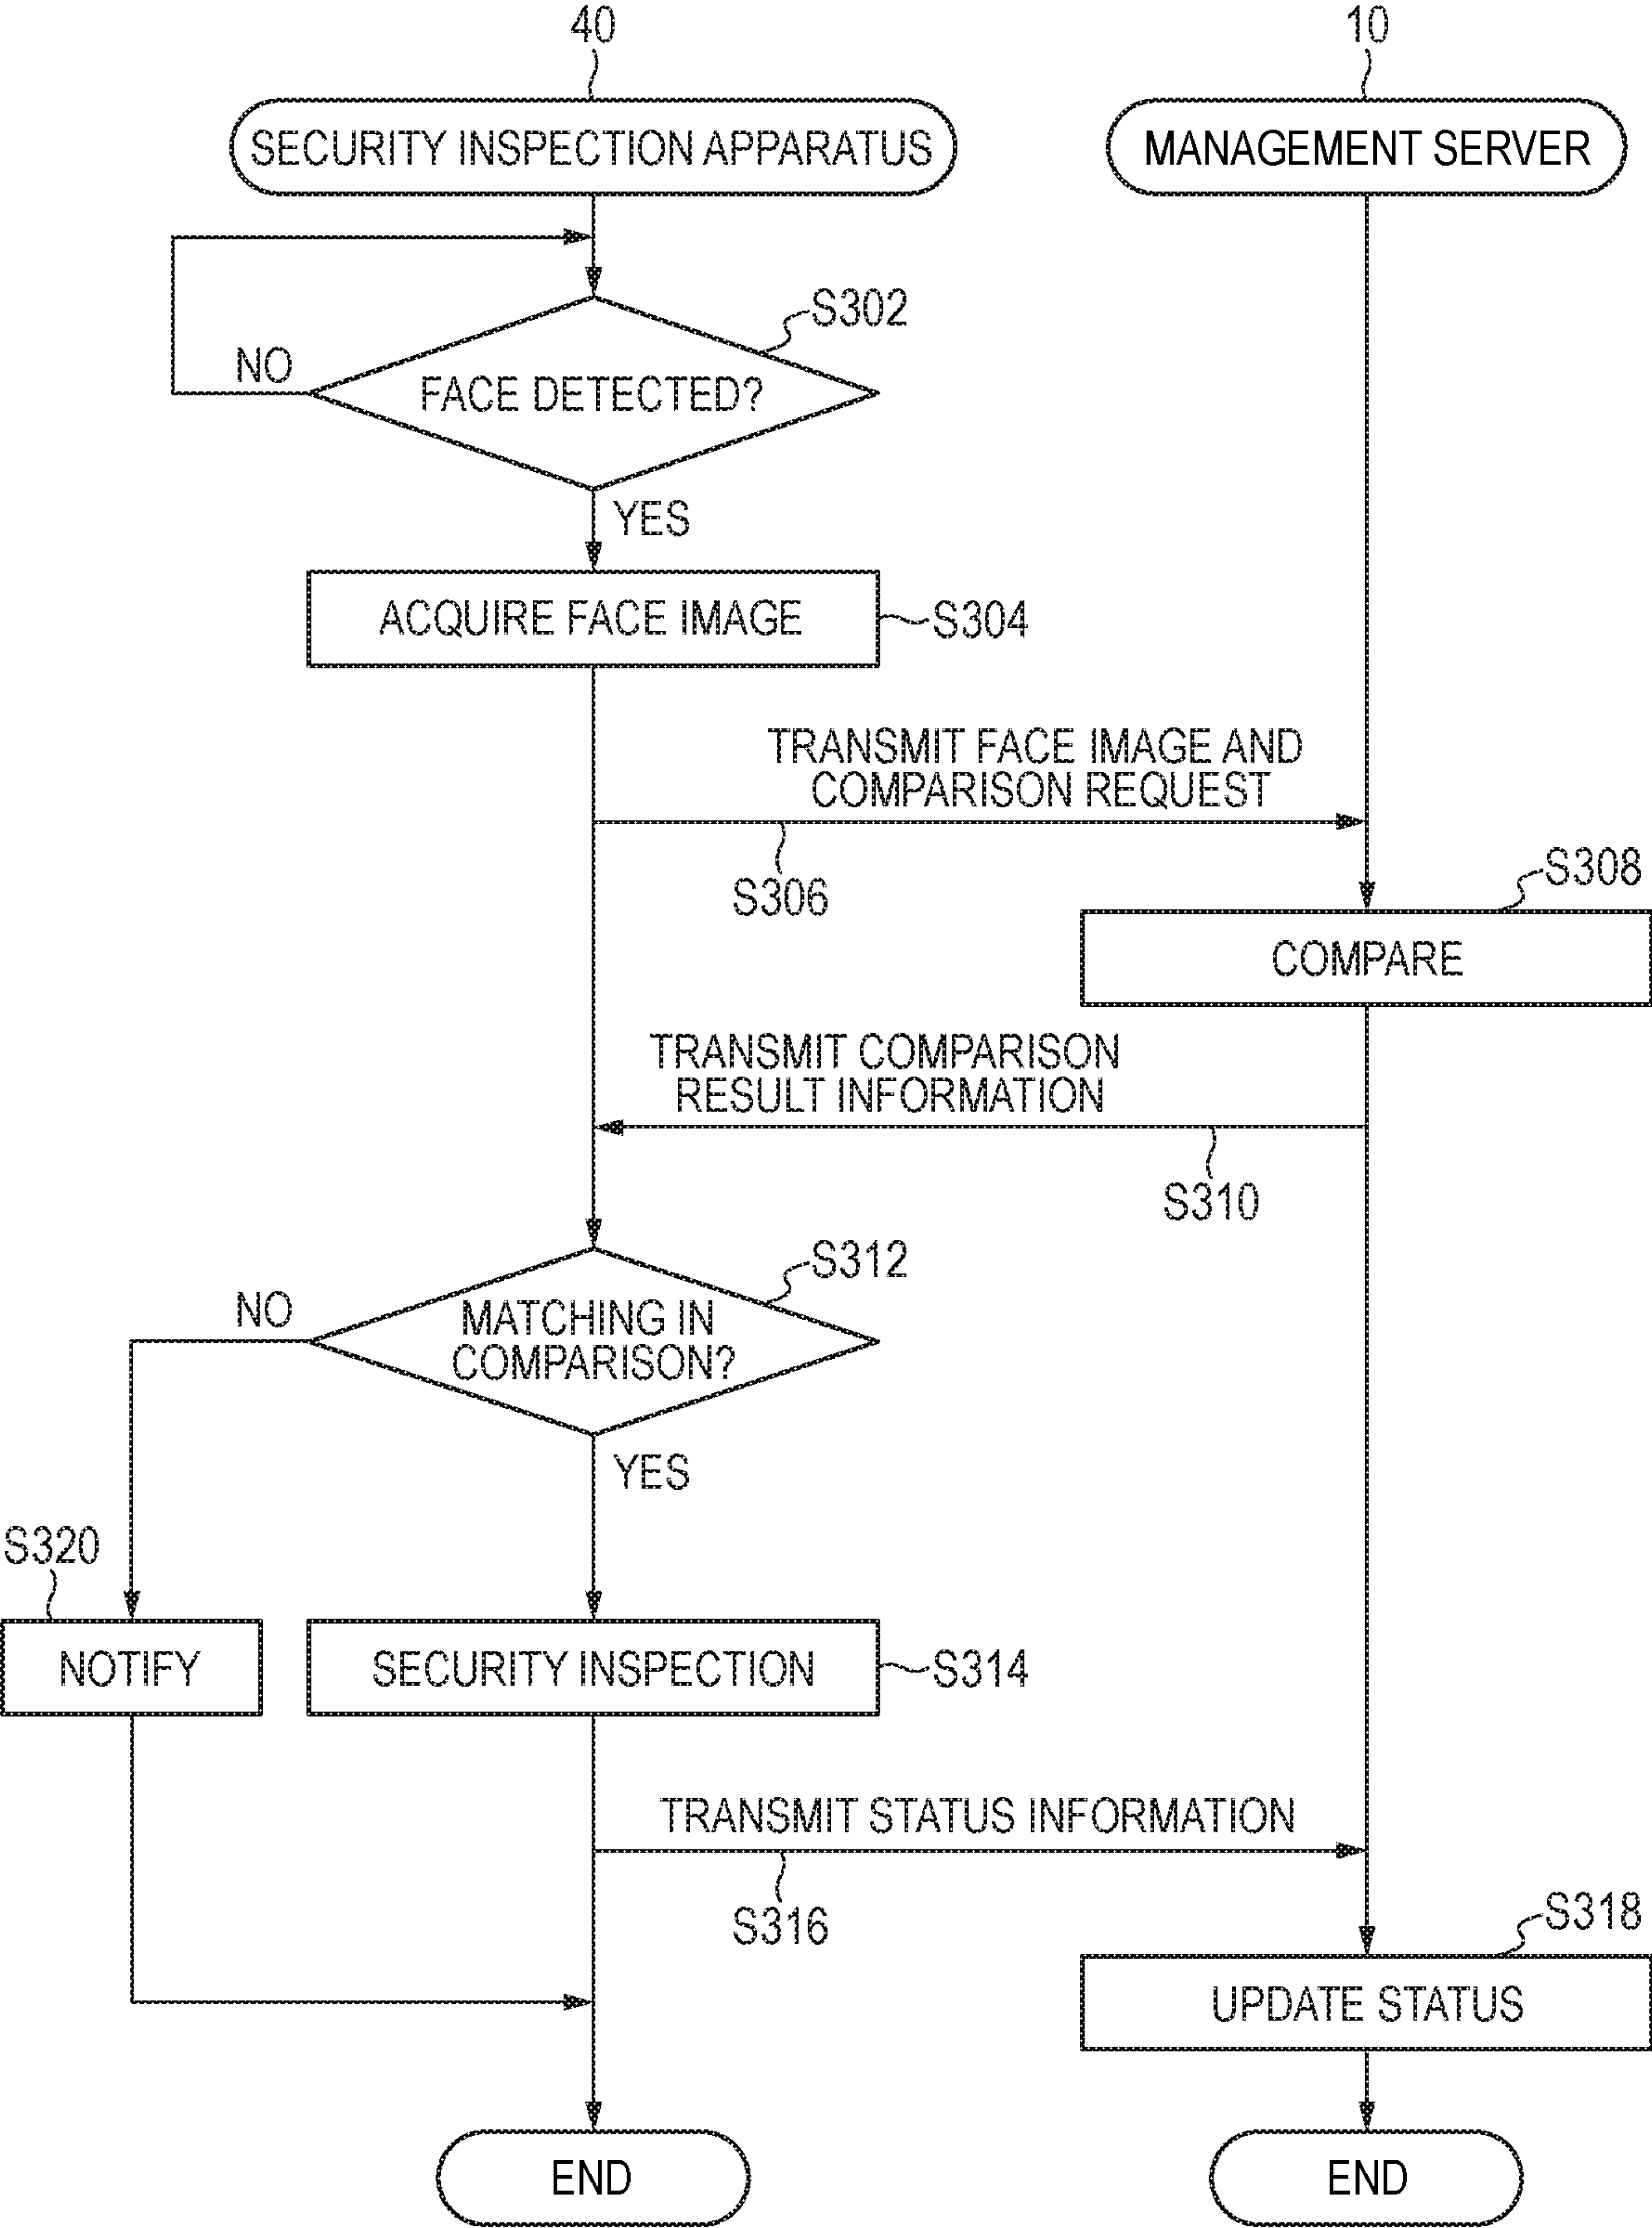 40
10
SECURITY INSPECTION APPARATUS
MANAGEMENT SERVER
S302
NO
FACE DETECTED?
YES
ACQUIRE FACE IMAGE
S304
TRANSMIT FACE IMAGE AND
COMPARISON REQUEST
S306
S308
COMPARE
TRANSMIT COMPARISON
RESULT INFORMATION
S310
S312
NO
MATCHING IN
COMPARISON?
YES
S320
NOTIFY
SECURITY INSPECTION
S314
TRANSMIT STATUS INFORMATION
S316
S318
UPDATE STATUS
END
END